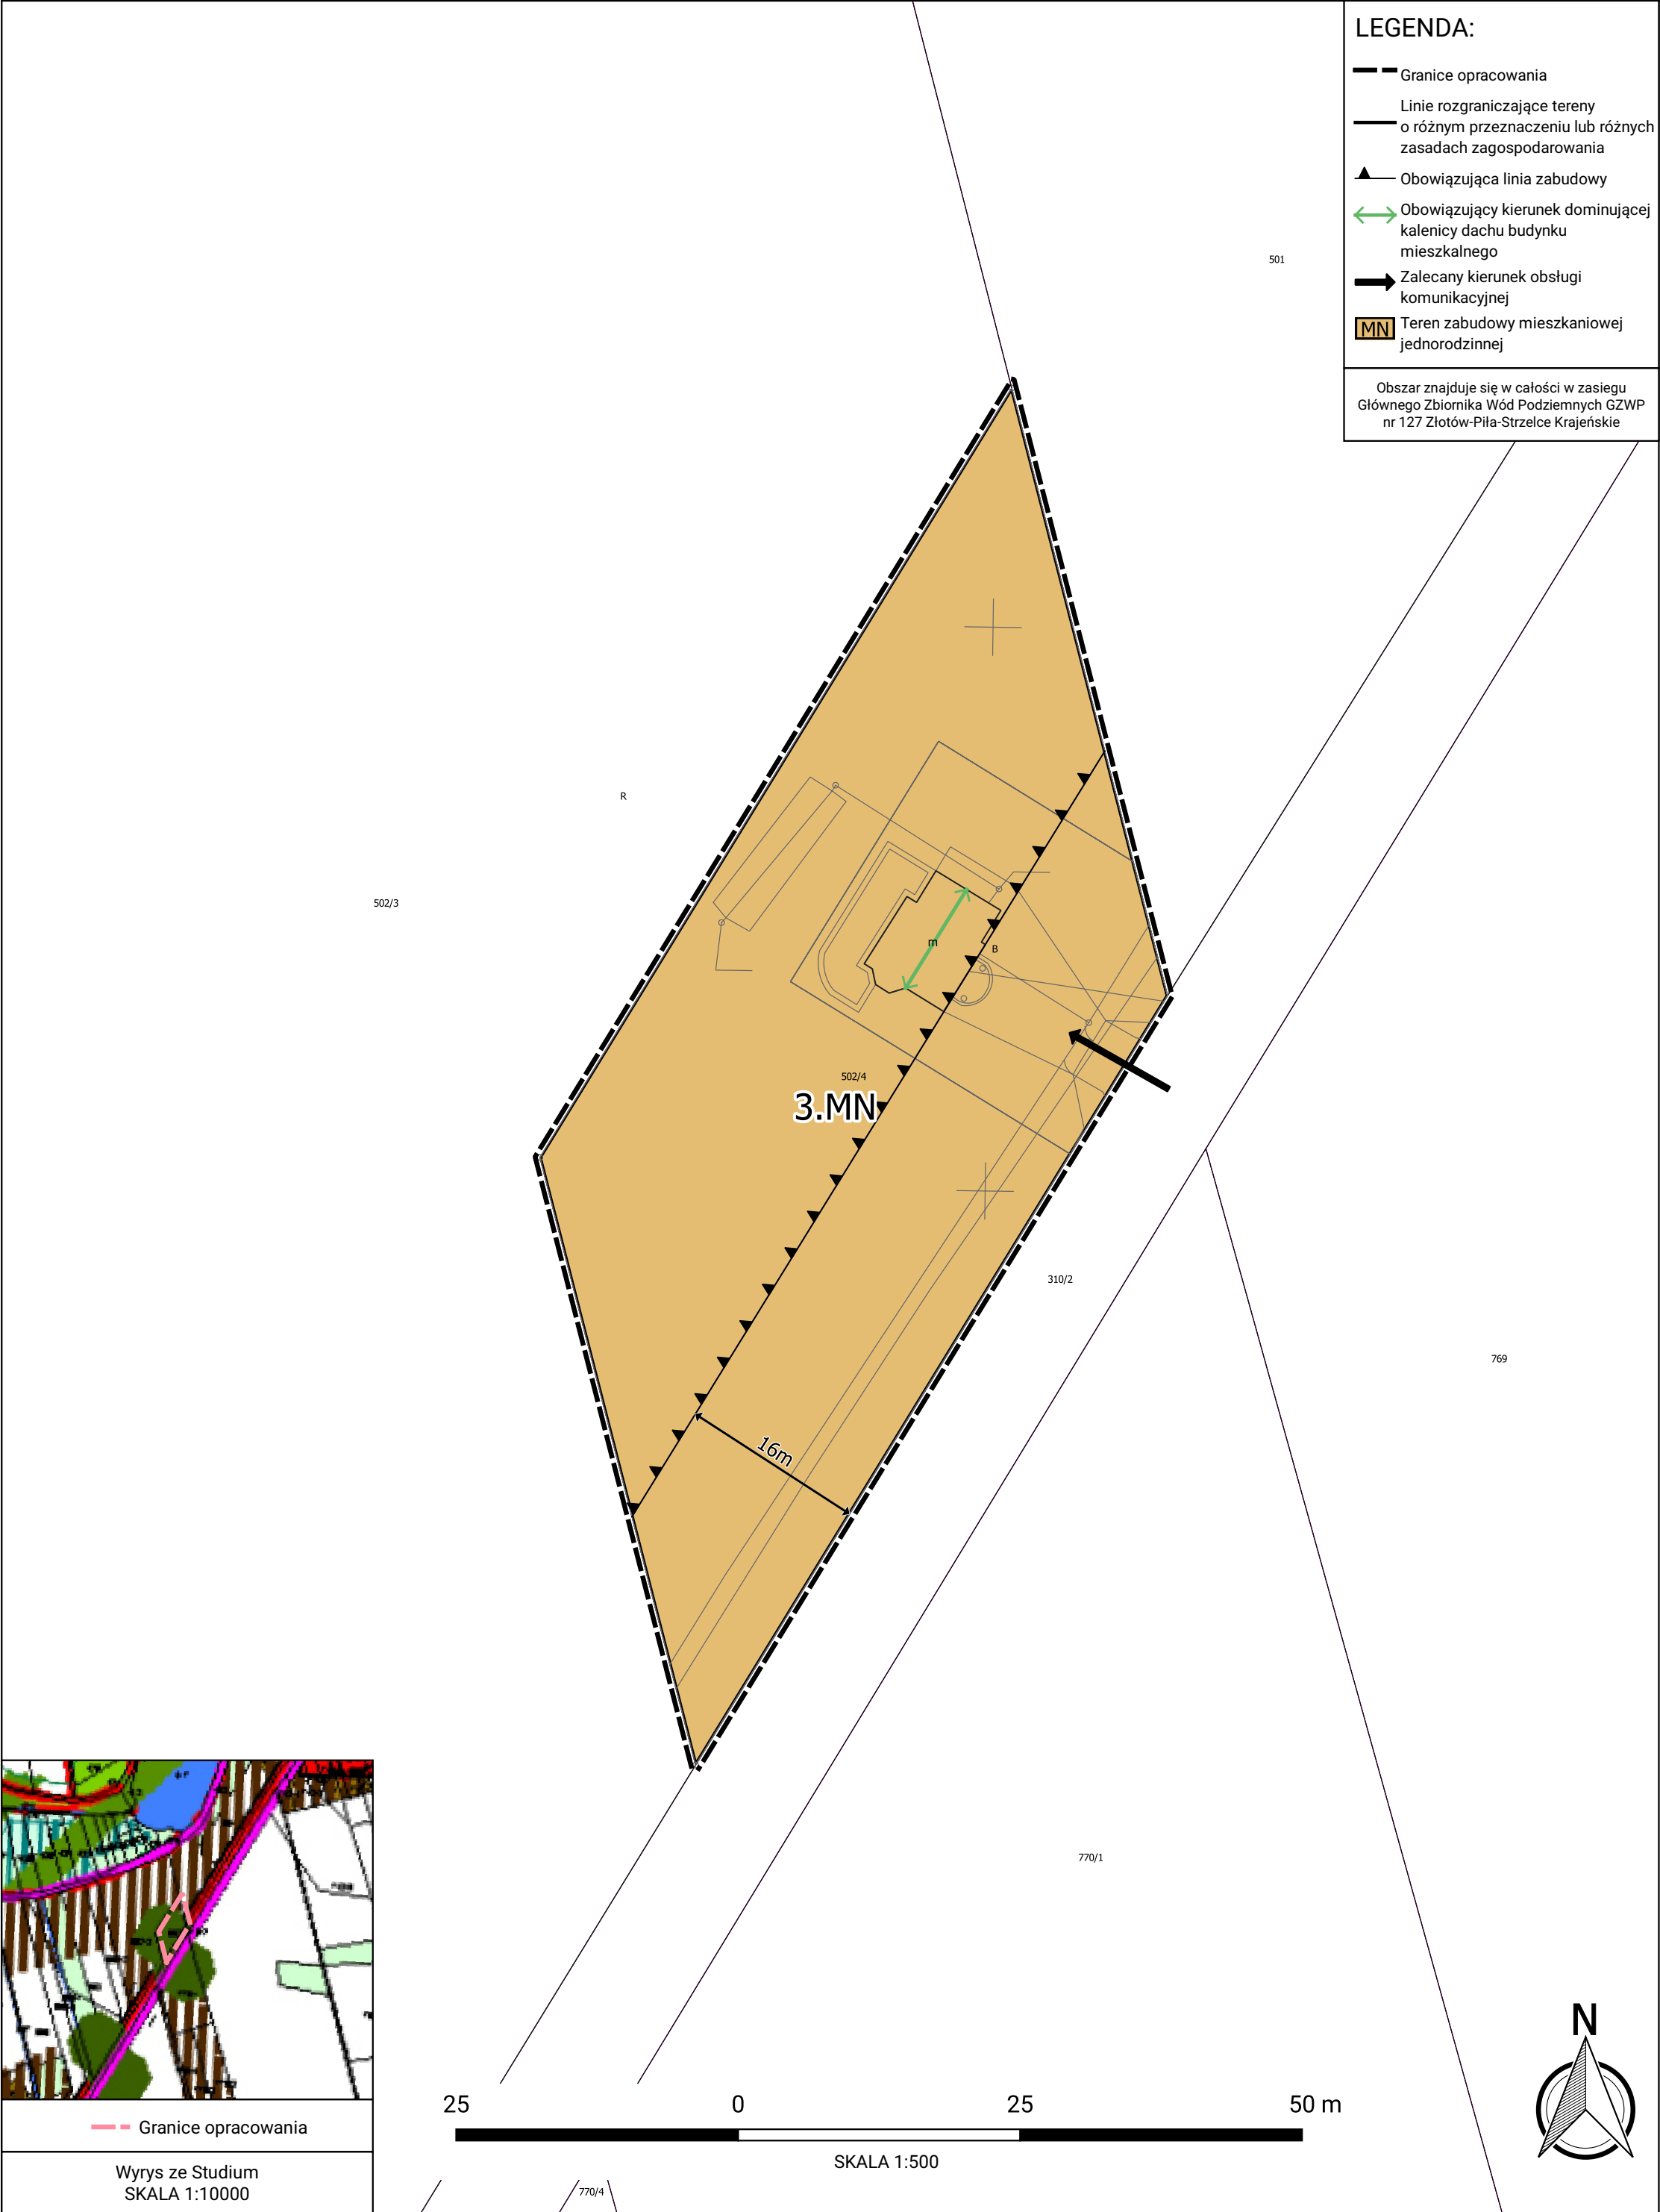 LEGENDA:
Granice opracowania
Linie rozgraniczające tereny
o różnym przeznaczeniu lub różnych
zasadach zagospodarowania
Obowiązująca linia zabudowy
Obowiązujący kierunek dominującej
kalenicy dachu budynku
mieszkalnego
Zalecany kierunek obsługi
komunikacyjnej
MN Teren zabudowy mieszkaniowej
jednorodzinnej
Obszar znajduje się w całości w zasiegu
Głównego Zbiornika Wód Podziemnych GZWP
nr 127 Złotów-Piła-Strzelce Krajeńskie
501
R
502/3
m
B
502/4
3.MN
310/2
769
16m
770/1
N
25 0 25 50 m
SKALA 1:500
770/4
Granice opracowania
Wyrys ze Studium
SKALA 1:10000